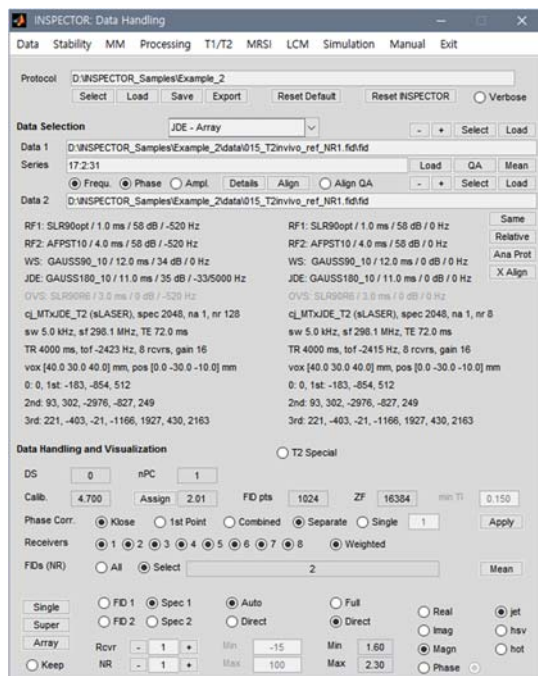 INSPECTOR: Data Handling
Data Stability MM Processing T1/T2 MRSI LCM Simulation Manual Exit
Protocol D:\INSPECTOR_Samples\Example_2
Select Load Save Export Reset Default Reset INSPECTOR Verbose
Data Selection JDE - Array - + Select Load
Data 1 D:\INSPECTOR_Samples\Example_2\data\015_T2invivo_ref_NR1.fid\fid
Series 17:2:31 Load QA Mean
Frequ. Phase Ampl. Details Align Align QA - + Select Load
Data 2 D:\INSPECTOR_Samples\Example_2\data\015_T2invivo_ref_NR1.fid\fid
RF1: SLR90opt / 1.0 ms / 58 dB / -520 Hz RF1: SLR90opt / 1.0 ms / 58 dB / 0 Hz Same
RF2: AFPST10 / 4.0 ms / 58 dB / -520 Hz RF2: AFPST10 / 4.0 ms / 58 dB / 0 Hz Relative
WS: GAUSS90_10 / 12.0 ms / 34 dB / 0 Hz WS: GAUSS90_10 / 12.0 ms / 0 dB / 0 Hz Ana Prot
JDE: GAUSS180_10 / 11.0 ms / 35 dB / -33/5000 Hz JDE: GAUSS180_10 / 11.0 ms / 0 dB / 0 Hz X Align
OVS: SLR90R6 / 3.0 ms / 0 dB / -520 Hz OVS: SLR90R6 / 3.0 ms / 0 dB / 0 Hz
cj_MTxJDE_T2 (sLASER), spec 2048, na 1, nr 128 cj_MTxJDE_T2 (sLASER), spec 2048, na 1, nr 8
sw 5.0 kHz, sf 298.1 MHz, TE 72.0 ms sw 5.0 kHz, sf 298.1 MHz, TE 72.0 ms
TR 4000 ms, tof -2423 Hz, 8 rcvrs, gain 16 TR 4000 ms, tof -2415 Hz, 8 rcvrs, gain 16
vox [40.0 30.0 40.0] mm, pos [0.0 -30.0 -10.0] mm vox [40.0 30.0 40.0] mm, pos [0.0 -30.0 -10.0] mm
0: 0, 1st: -183, -854, 512 0: 0, 1st: -183, -854, 512
2nd: 93, 302, -2976, -827, 249 2nd: 93, 302, -2976, -827, 249
3rd: 221, -403, -21, -1166, 1927, 430, 2163 3rd: 221, -403, -21, -1166, 1927, 430, 2163
Data Handling and Visualization T2 Special
DS 0 nPC 1
Calib. 4.700 Assign 2.01 FID pts 1024 ZF 16384 min TI 0.150
Phase Corr. Klose 1st Point Combined Separate Single 1 Apply
Receivers 1 2 3 4 5 6 7 8 Weighted
FIDs (NR) All Select 2 Mean
Single FID 1 Spec 1 Auto Full Real jet
Super FID 2 Spec 2 Direct Direct Imag hsv
Array Rcvr - 1 + Min -15 Min 1.60 Magn hot
Keep NR - 1 + Max 100 Max 2.30 Phase